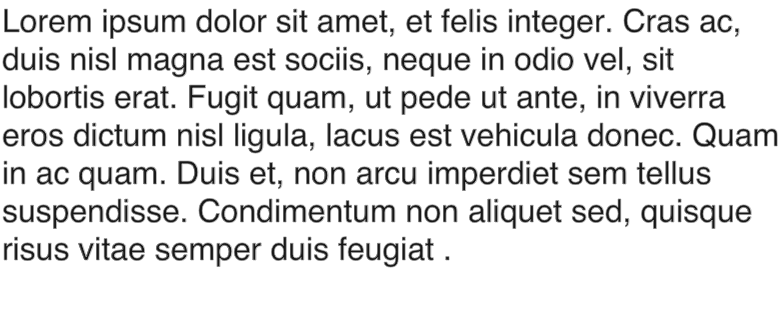 Lorem ipsum dolor sit amet, et felis integer. Cras ac,
duis nisl magna est sociis, neque in odio vel, sit
lobortis erat. Fugit quam, ut pede ut ante, in viverra
eros dictum nisl ligula, lacus est vehicula donec. Quam
in ac quam. Duis et, non arcu imperdiet sem tellus
suspendisse. Condimentum non aliquet sed, quisque
risus vitae semper duis feugiat .